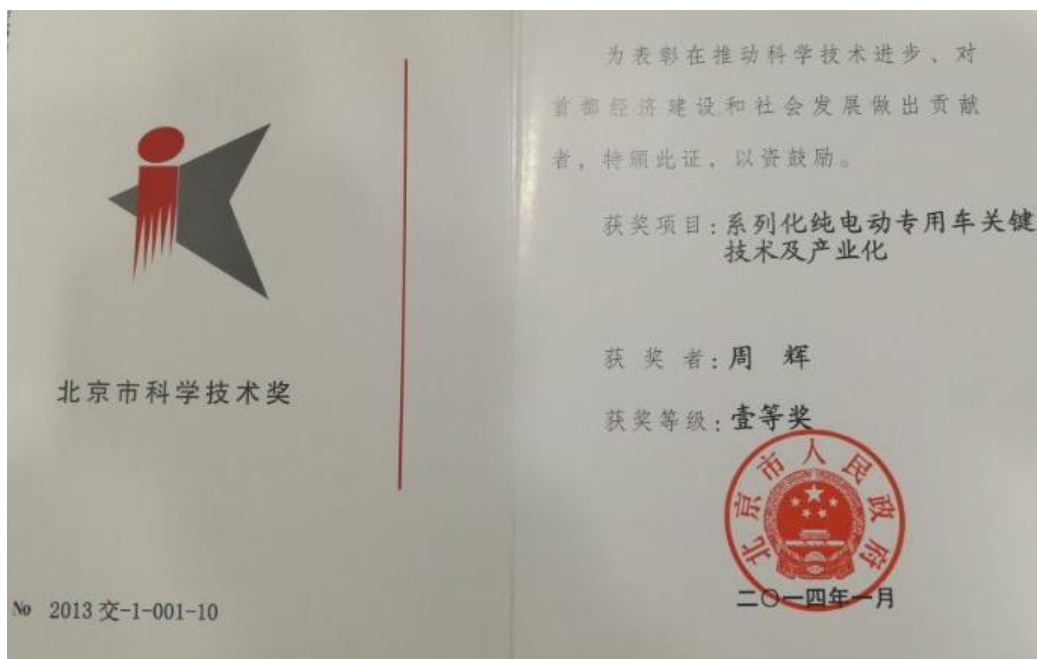 北京市科学技术奖
No 2013交-1-001-10
为表彰在推动科学技术进步、对
首都经济建设和社会发展做出贡献
者，特颁此证，以资鼓励。
获奖项目：系列化纯电动专用车关键
技术及产业化
获奖者：周 辉
获奖等级：壹等奖
北京市人民政府
二〇一四年一月